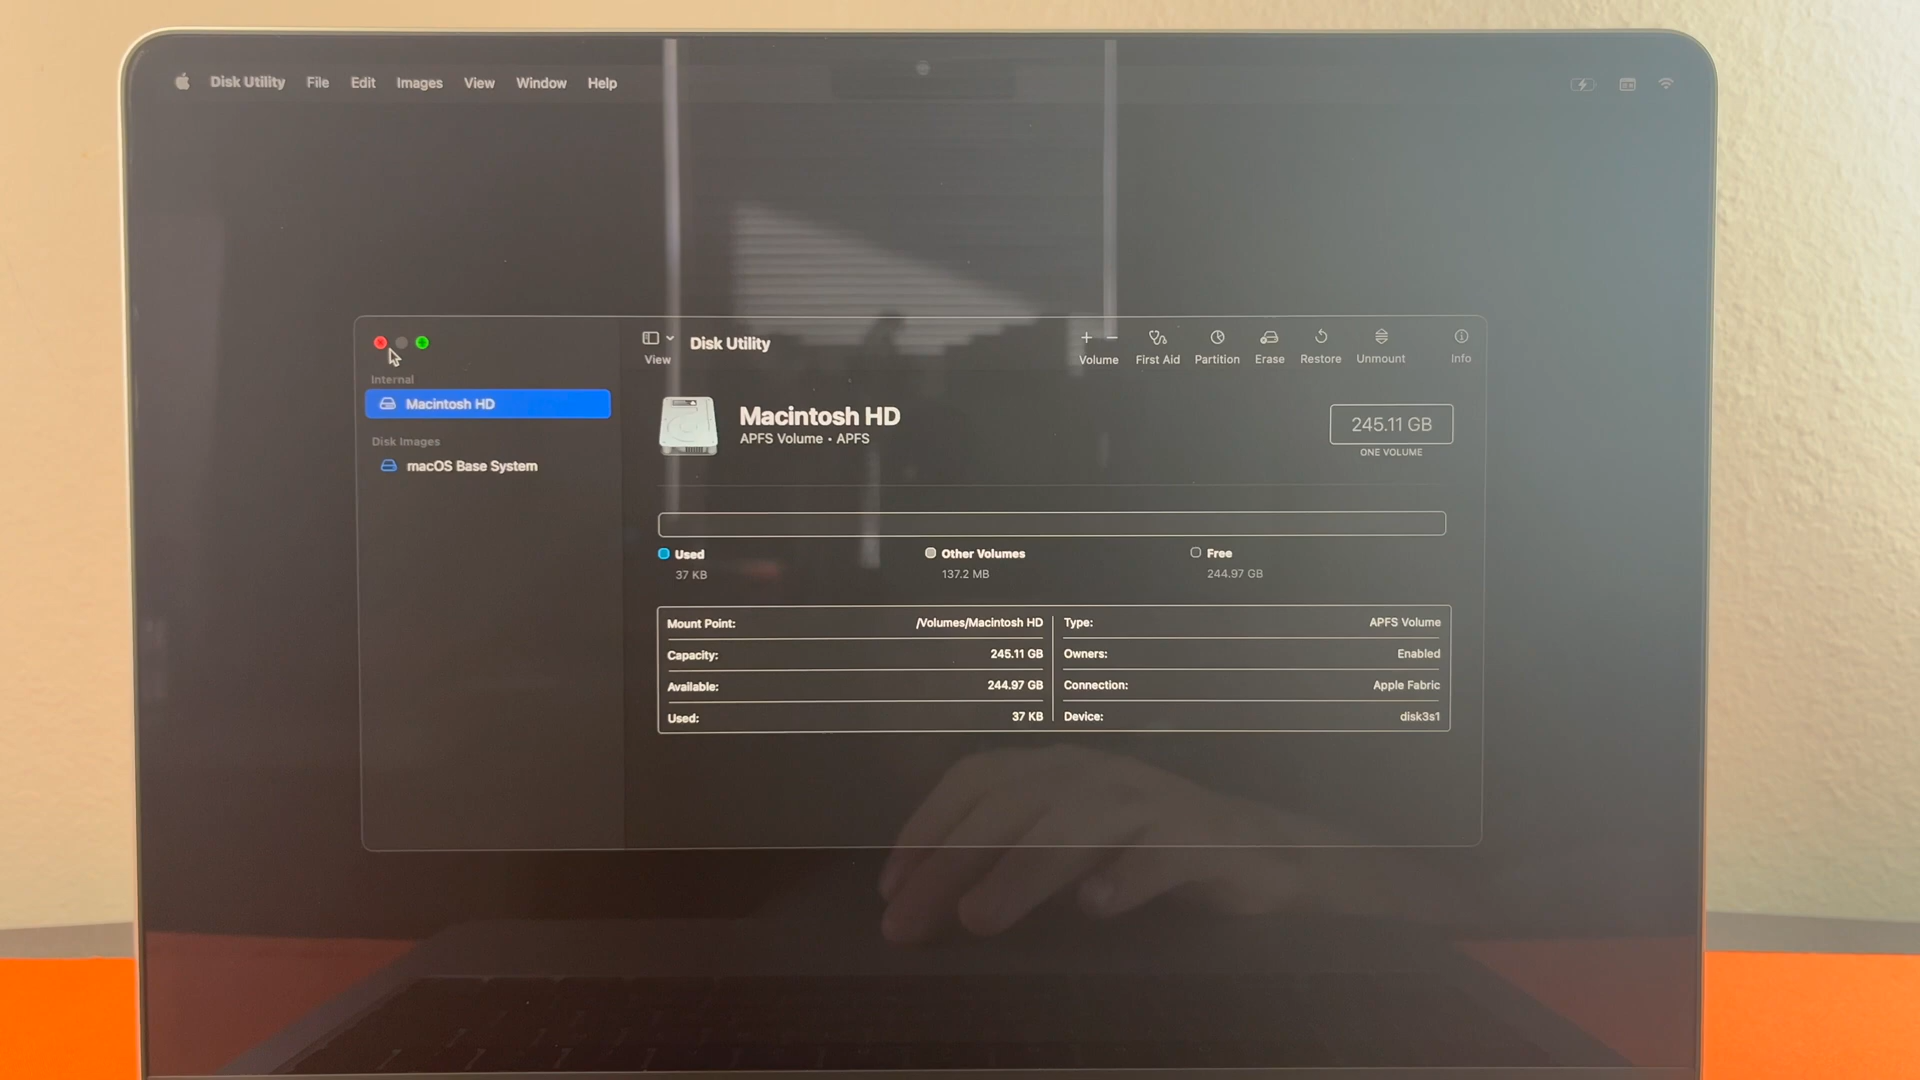 Disk Utility File Edit Images View Window Help
View
Disk Utility
Volume First Aid Partition Erase Restore Unmount Info
Internal
Macintosh HD
Disk Images
macOS Base System
Macintosh HD
APFS Volume • APFS
245.11 GB
ONE VOLUME
Used
37 KB
Other Volumes
137.2 MB
Free
244.97 GB
Mount Point: /Volumes/Macintosh HD
Capacity: 245.11 GB
Available: 244.97 GB
Used: 37 KB
Type: APFS Volume
Owners: Enabled
Connection: Apple Fabric
Device: disk3s1